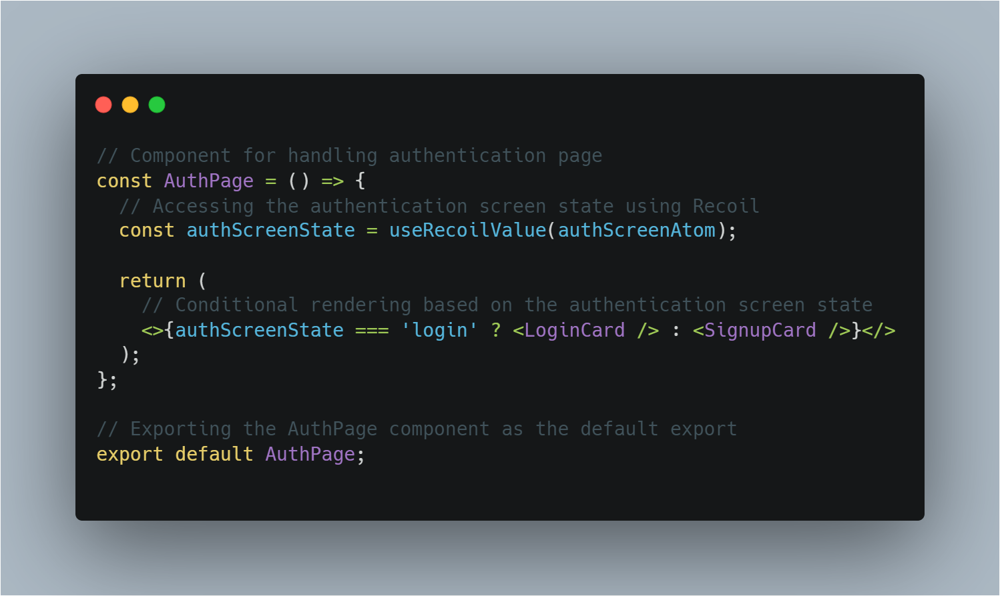 // Component for handling authentication page
const AuthPage = () => {
  // Accessing the authentication screen state using Recoil
  const authScreenState = useRecoilValue(authScreenAtom);

  return (
    // Conditional rendering based on the authentication screen state
    <>{authScreenState === 'login' ? <LoginCard /> : <SignupCard />}</>
  );
};

// Exporting the AuthPage component as the default export
export default AuthPage;